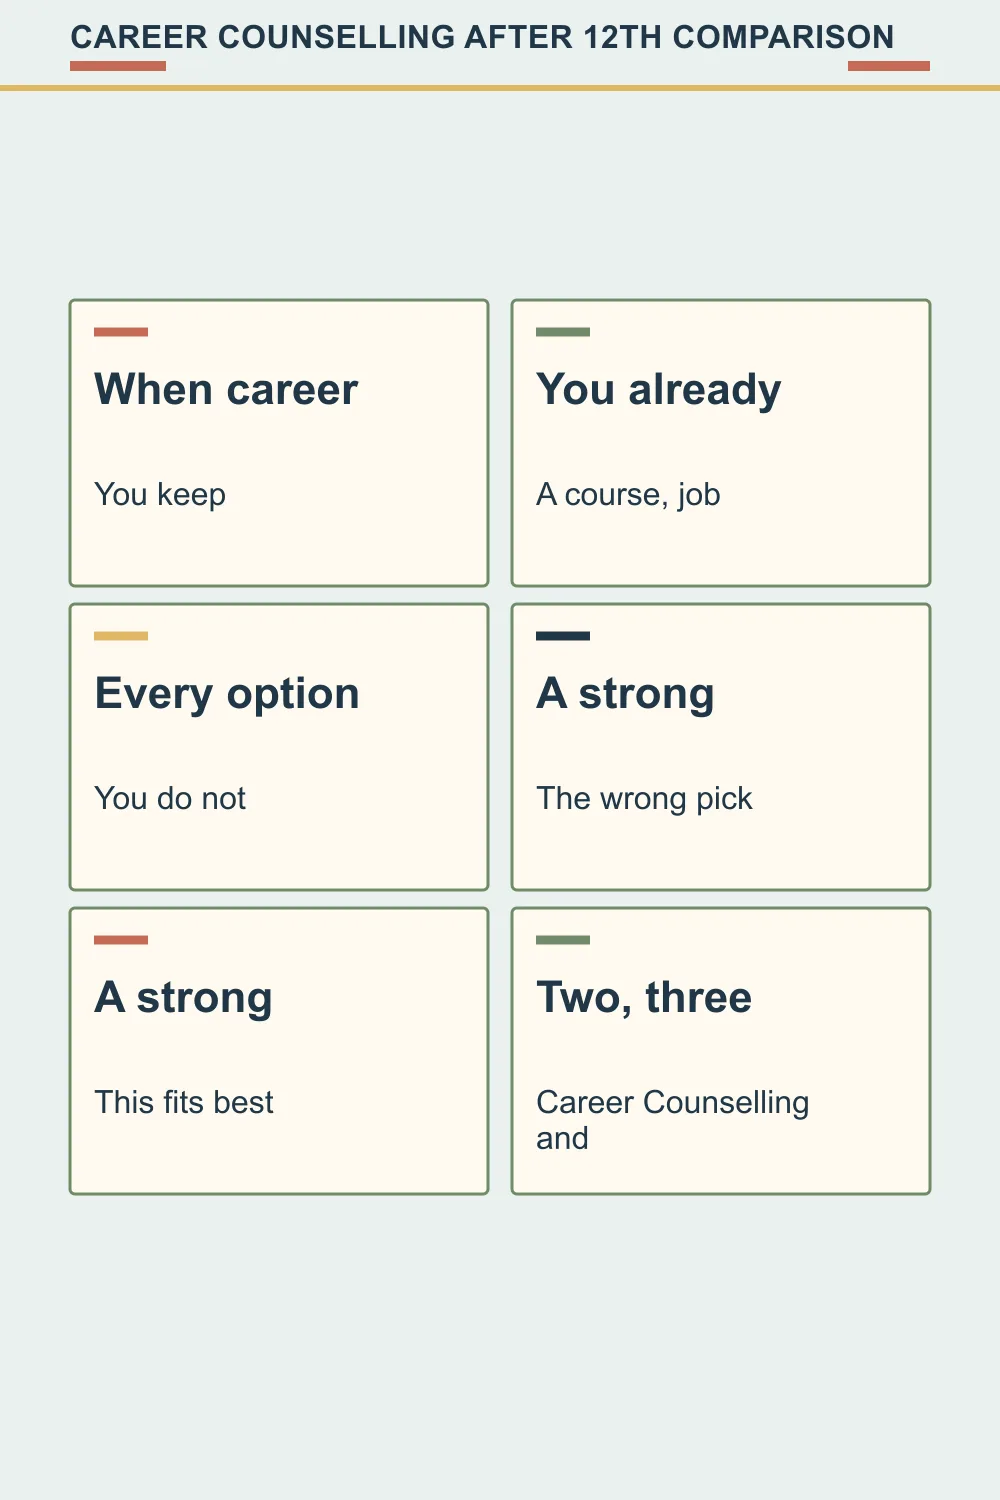 CAREER COUNSELLING AFTER 12TH COMPARISON
When career
You keep
You already
A course, job
Every option
You do not
A strong
The wrong pick
A strong
This fits best
Two, three
Career Counselling
and